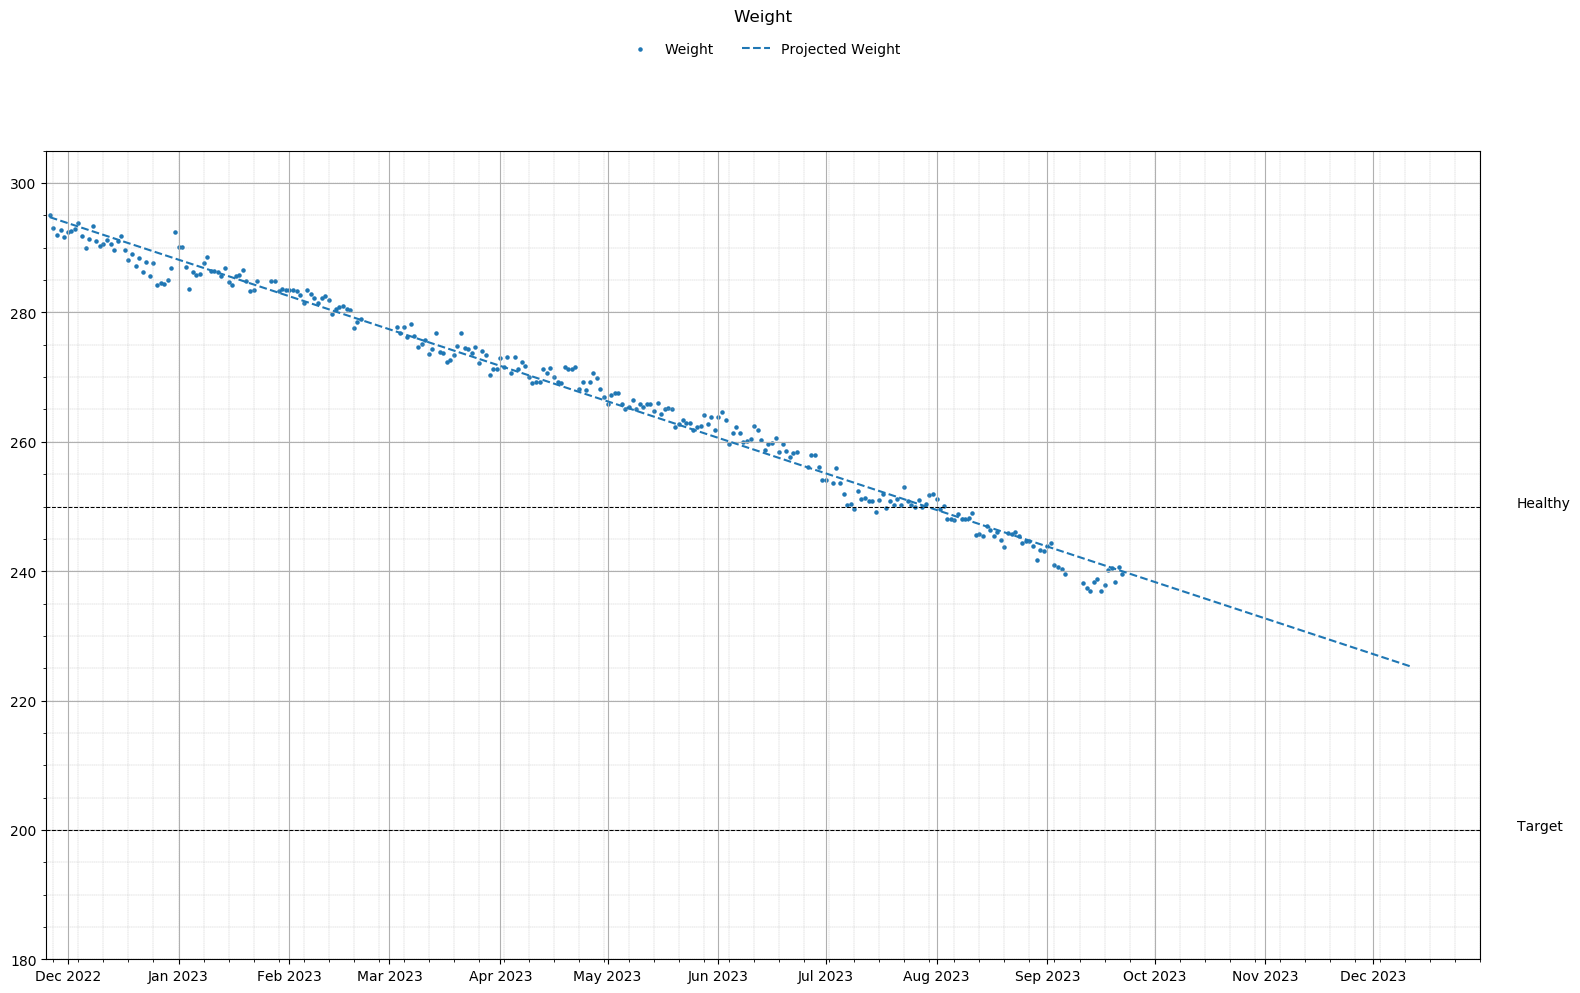 Weight
Weight
Projected Weight
300
280
260
Healthy
240
220
Target
200
180
Dec 2022
Jan 2023
Feb 2023
Mar 2023
Apr 2023
May 2023
Jun 2023
Jul 2023
Aug 2023
Sep 2023
Oct 2023
Nov 2023
Dec 2023